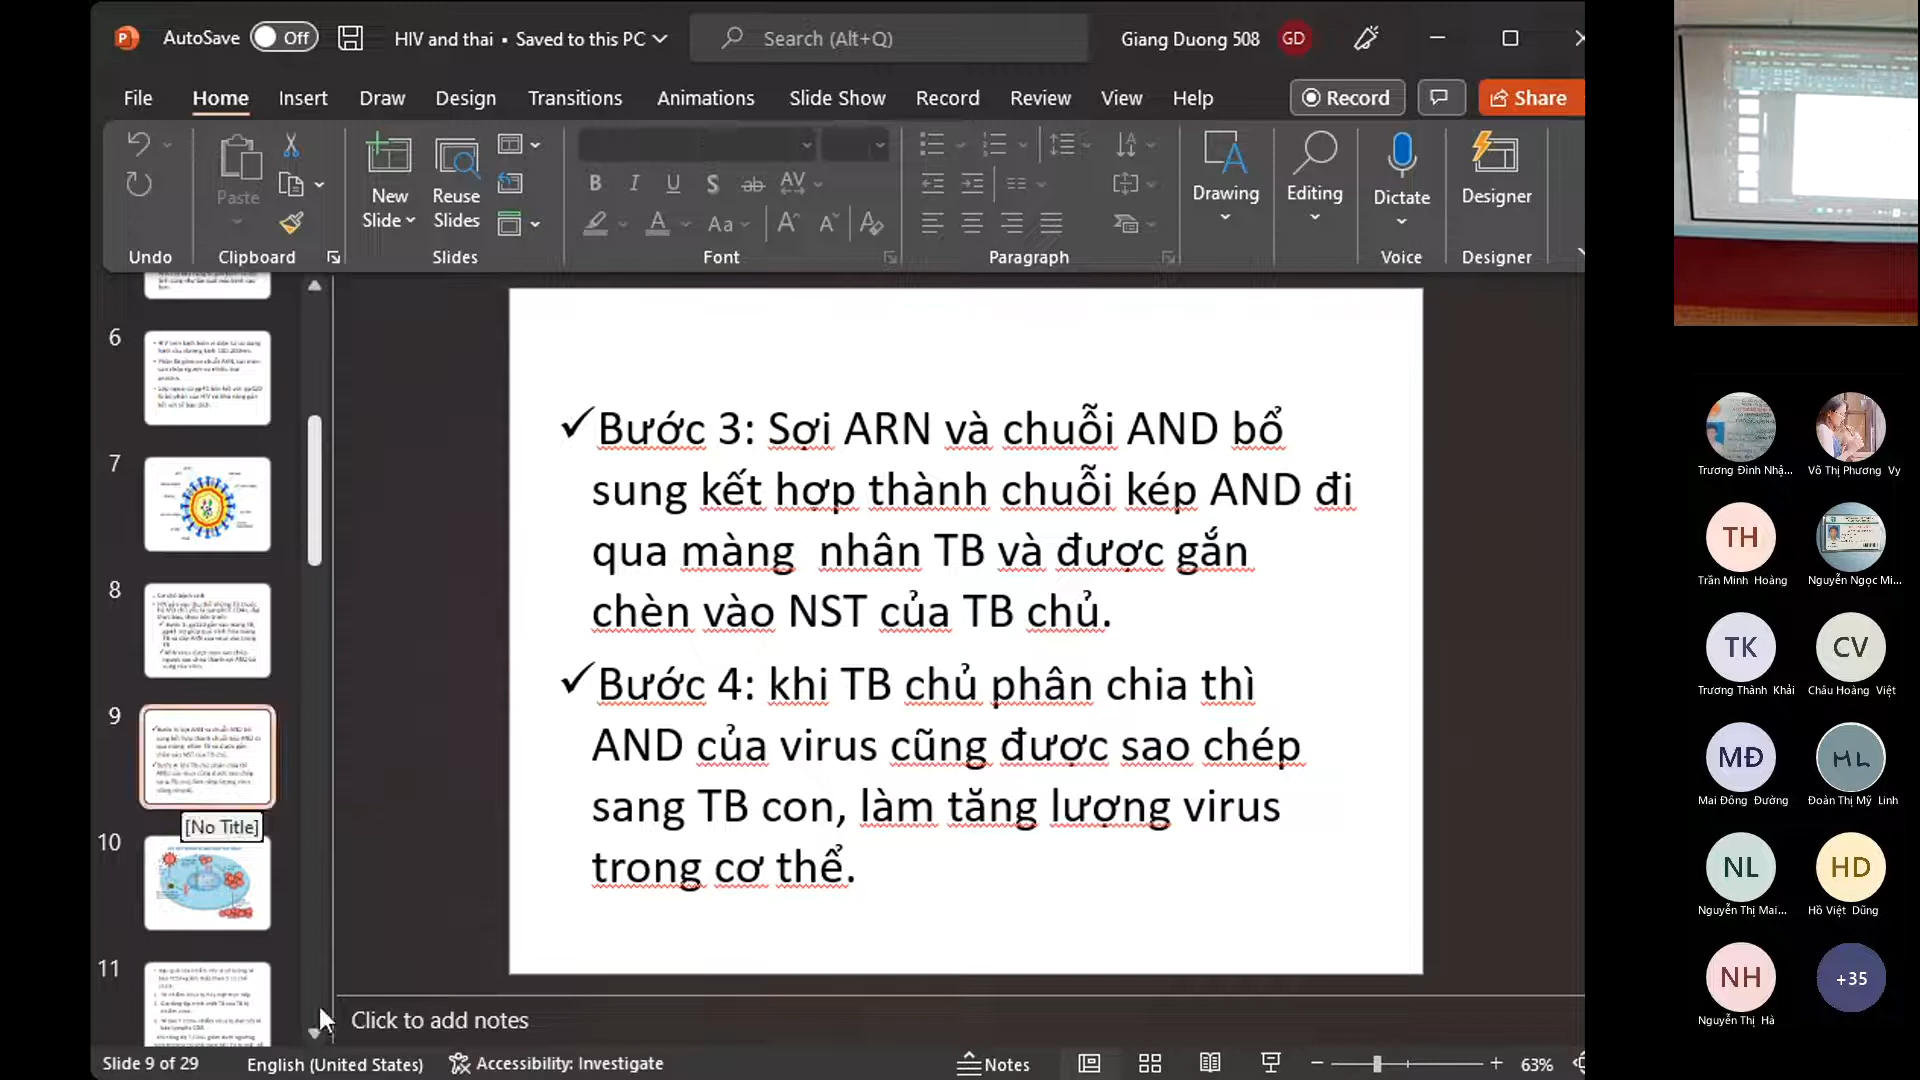 AutoSave Off HIV and thai • Saved to this PC Search (Alt+Q) Giang Duong 508 GD
File Home Insert Draw Design Transitions Animations Slide Show Record Review View Help Record Share
Paste New Slide Reuse Slides Drawing Editing Dictate Designer
Undo Clipboard Slides Font Paragraph Voice Designer
6
7
8
9
[No Title]
10
11
Bước 3: Sợi ARN và chuỗi AND bổ
sung kết hợp thành chuỗi kép AND đi
qua màng nhân TB và được gắn
chèn vào NST của TB chủ.
Bước 4: khi TB chủ phân chia thì
AND của virus cũng được sao chép
sang TB con, làm tăng lượng virus
trong cơ thể.
Click to add notes
Slide 9 of 29 English (United States) Accessibility: Investigate Notes 63%
Trương Đình Nhậ... Võ Thị Phương Vy
TH
Trần Minh Hoàng Nguyễn Ngọc Mi...
TK CV
Trương Thành Khải Châu Hoàng Việt
MĐ ML
Mai Đông Đường Đoàn Thị Mỹ Linh
NL HD
Nguyễn Thị Mai... Hồ Việt Dũng
NH +35
Nguyễn Thị Hà